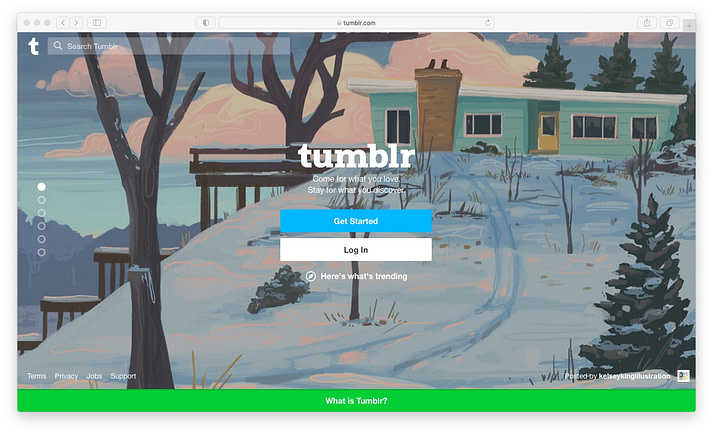 tumblr.com
t
Search Tumblr
tumblr
Come for what you love.
Stay for what you discover.
Get Started
Log In
Here's what's trending
Terms Privacy Jobs Support
Posted by kelseykingillustration
What is Tumblr?